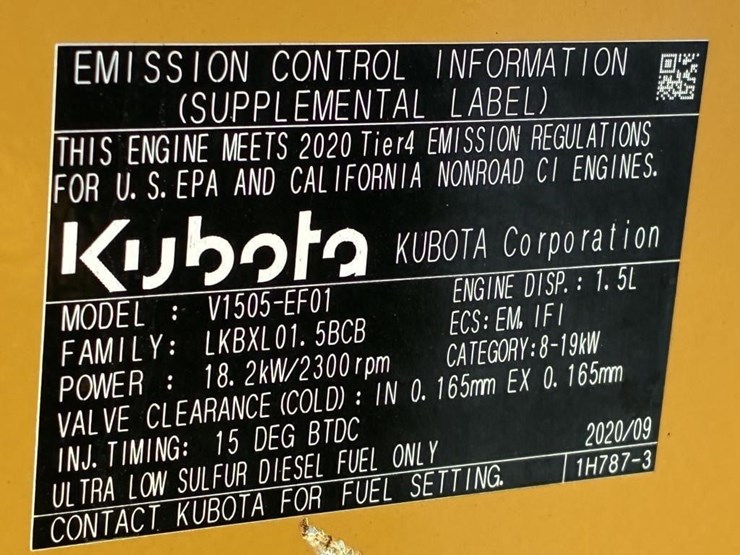 EMISSION CONTROL INFORMATION
(SUPPLEMENTAL LABEL)
THIS ENGINE MEETS 2020 Tier4 EMISSION REGULATIONS
FOR U.S.EPA AND CALIFORNIA NONROAD CI ENGINES.
Kubota KUBOTA Corporation
MODEL : V1505-EF01 ENGINE DISP.: 1.5L
FAMILY: LKBXL01.5BCB ECS: EM, IFI
POWER : 18.2kW/2300rpm CATEGORY:8-19kW
VALVE CLEARANCE (COLD) : IN 0.165mm EX 0.165mm
INJ. TIMING: 15 DEG BTDC
ULTRA LOW SULFUR DIESEL FUEL ONLY 2020/09
CONTACT KUBOTA FOR FUEL SETTING. 1H787-3